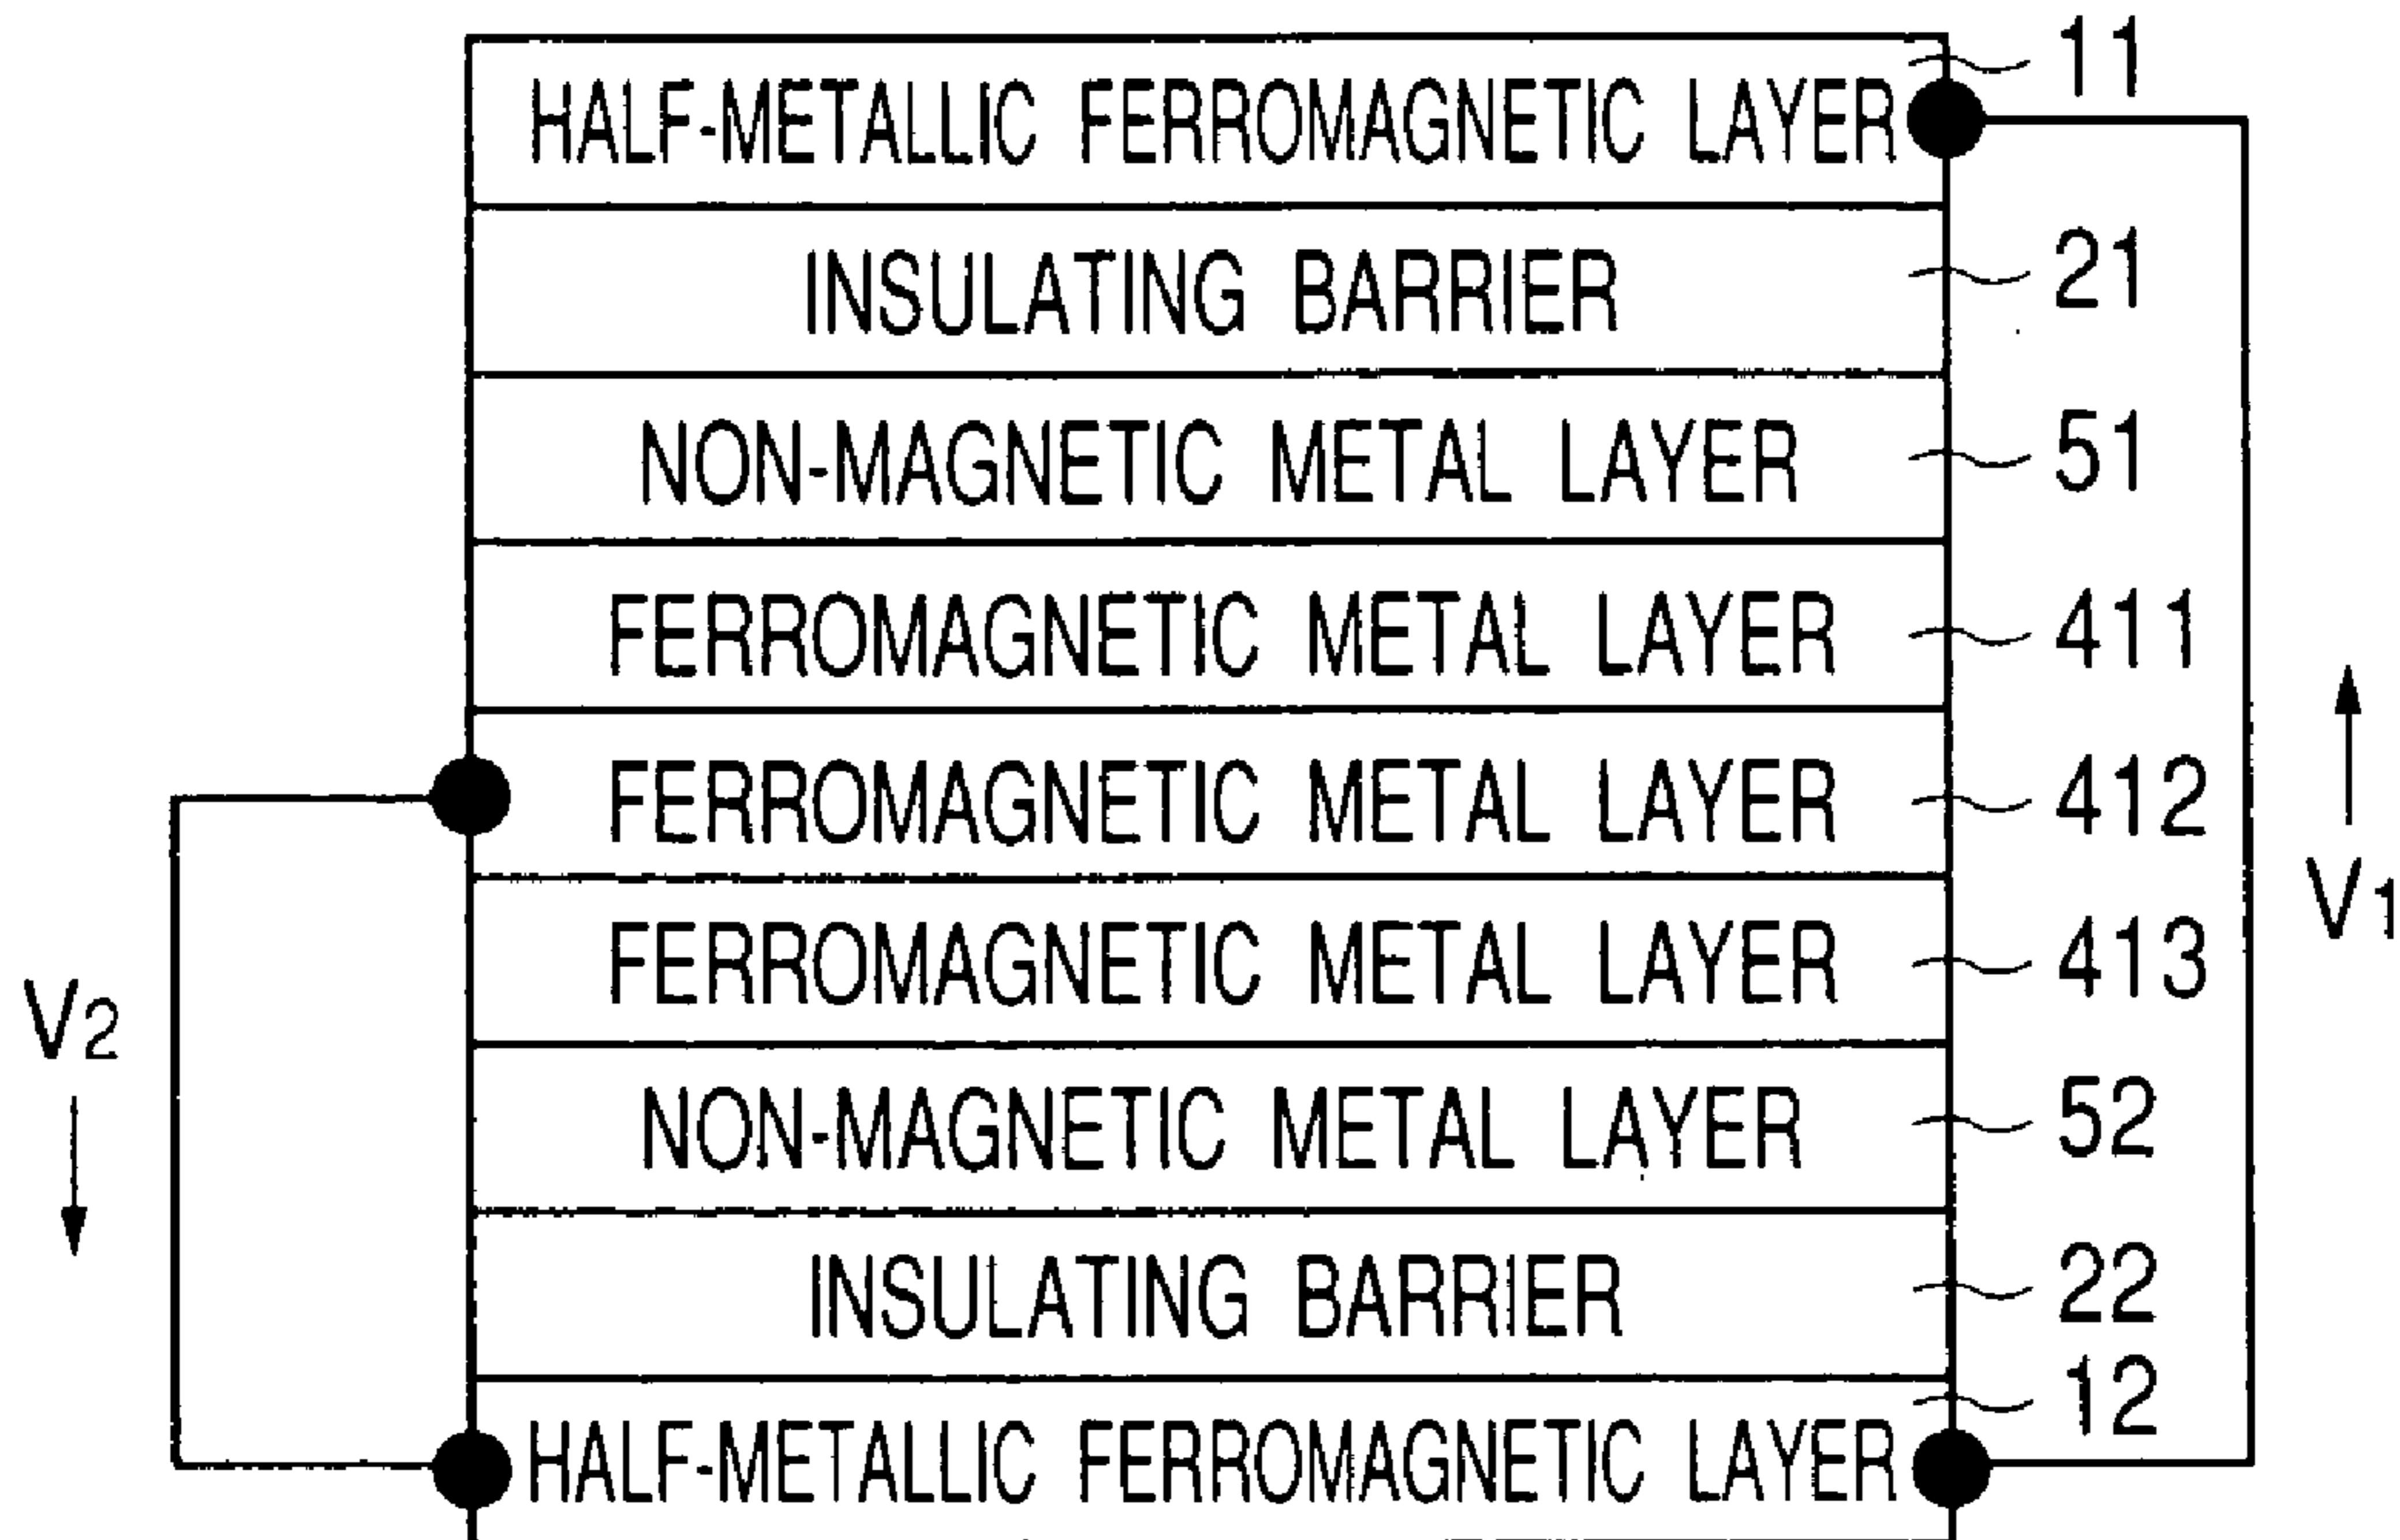 HALF-METALLIC FERROMAGNETIC LAYER 11
INSULATING BARRIER 21
NON-MAGNETIC METAL LAYER 51
FERROMAGNETIC METAL LAYER 411
FERROMAGNETIC METAL LAYER 412
V1
FERROMAGNETIC METAL LAYER 413
V2
NON-MAGNETIC METAL LAYER 52
INSULATING BARRIER 22
HALF-METALLIC FERROMAGNETIC LAYER 12